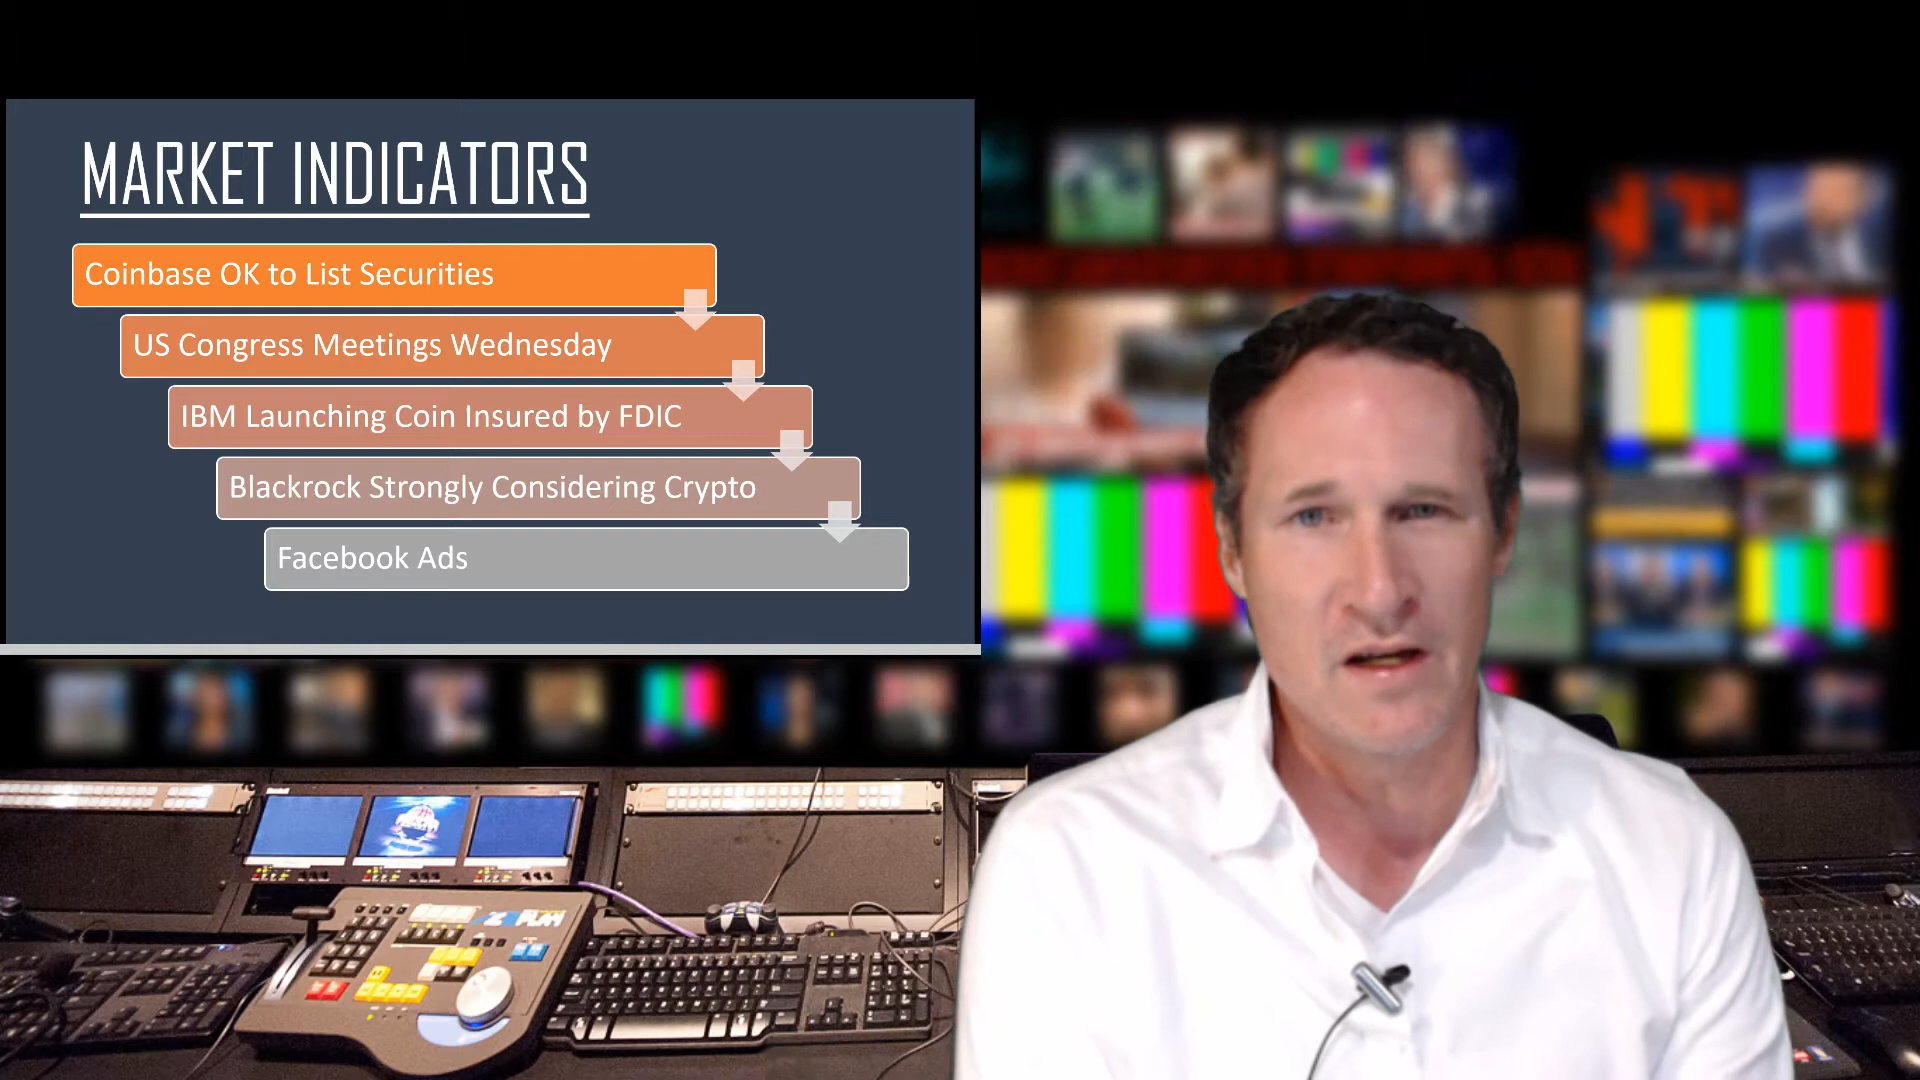 MARKET INDICATORS
Coinbase OK to List Securities
US Congress Meetings Wednesday
IBM Launching Coin Insured by FDIC
Blackrock Strongly Considering Crypto
Facebook Ads